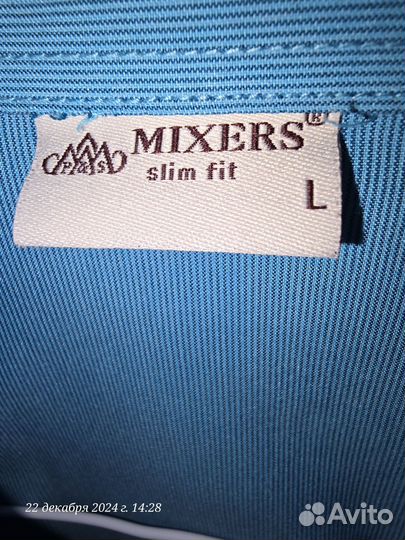 MIXERS®
P&S
slim fit
L
22 декабря 2024 г. 14:28
Avito